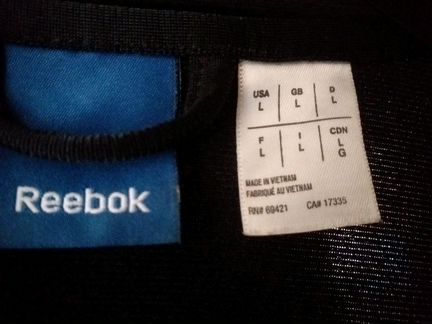 Reebok
USA GB D
L L L
F I CDN
L L L
G
MADE IN VIETNAM
FABRIQUÉ AU VIETNAM
RN# 69421 CA# 17335